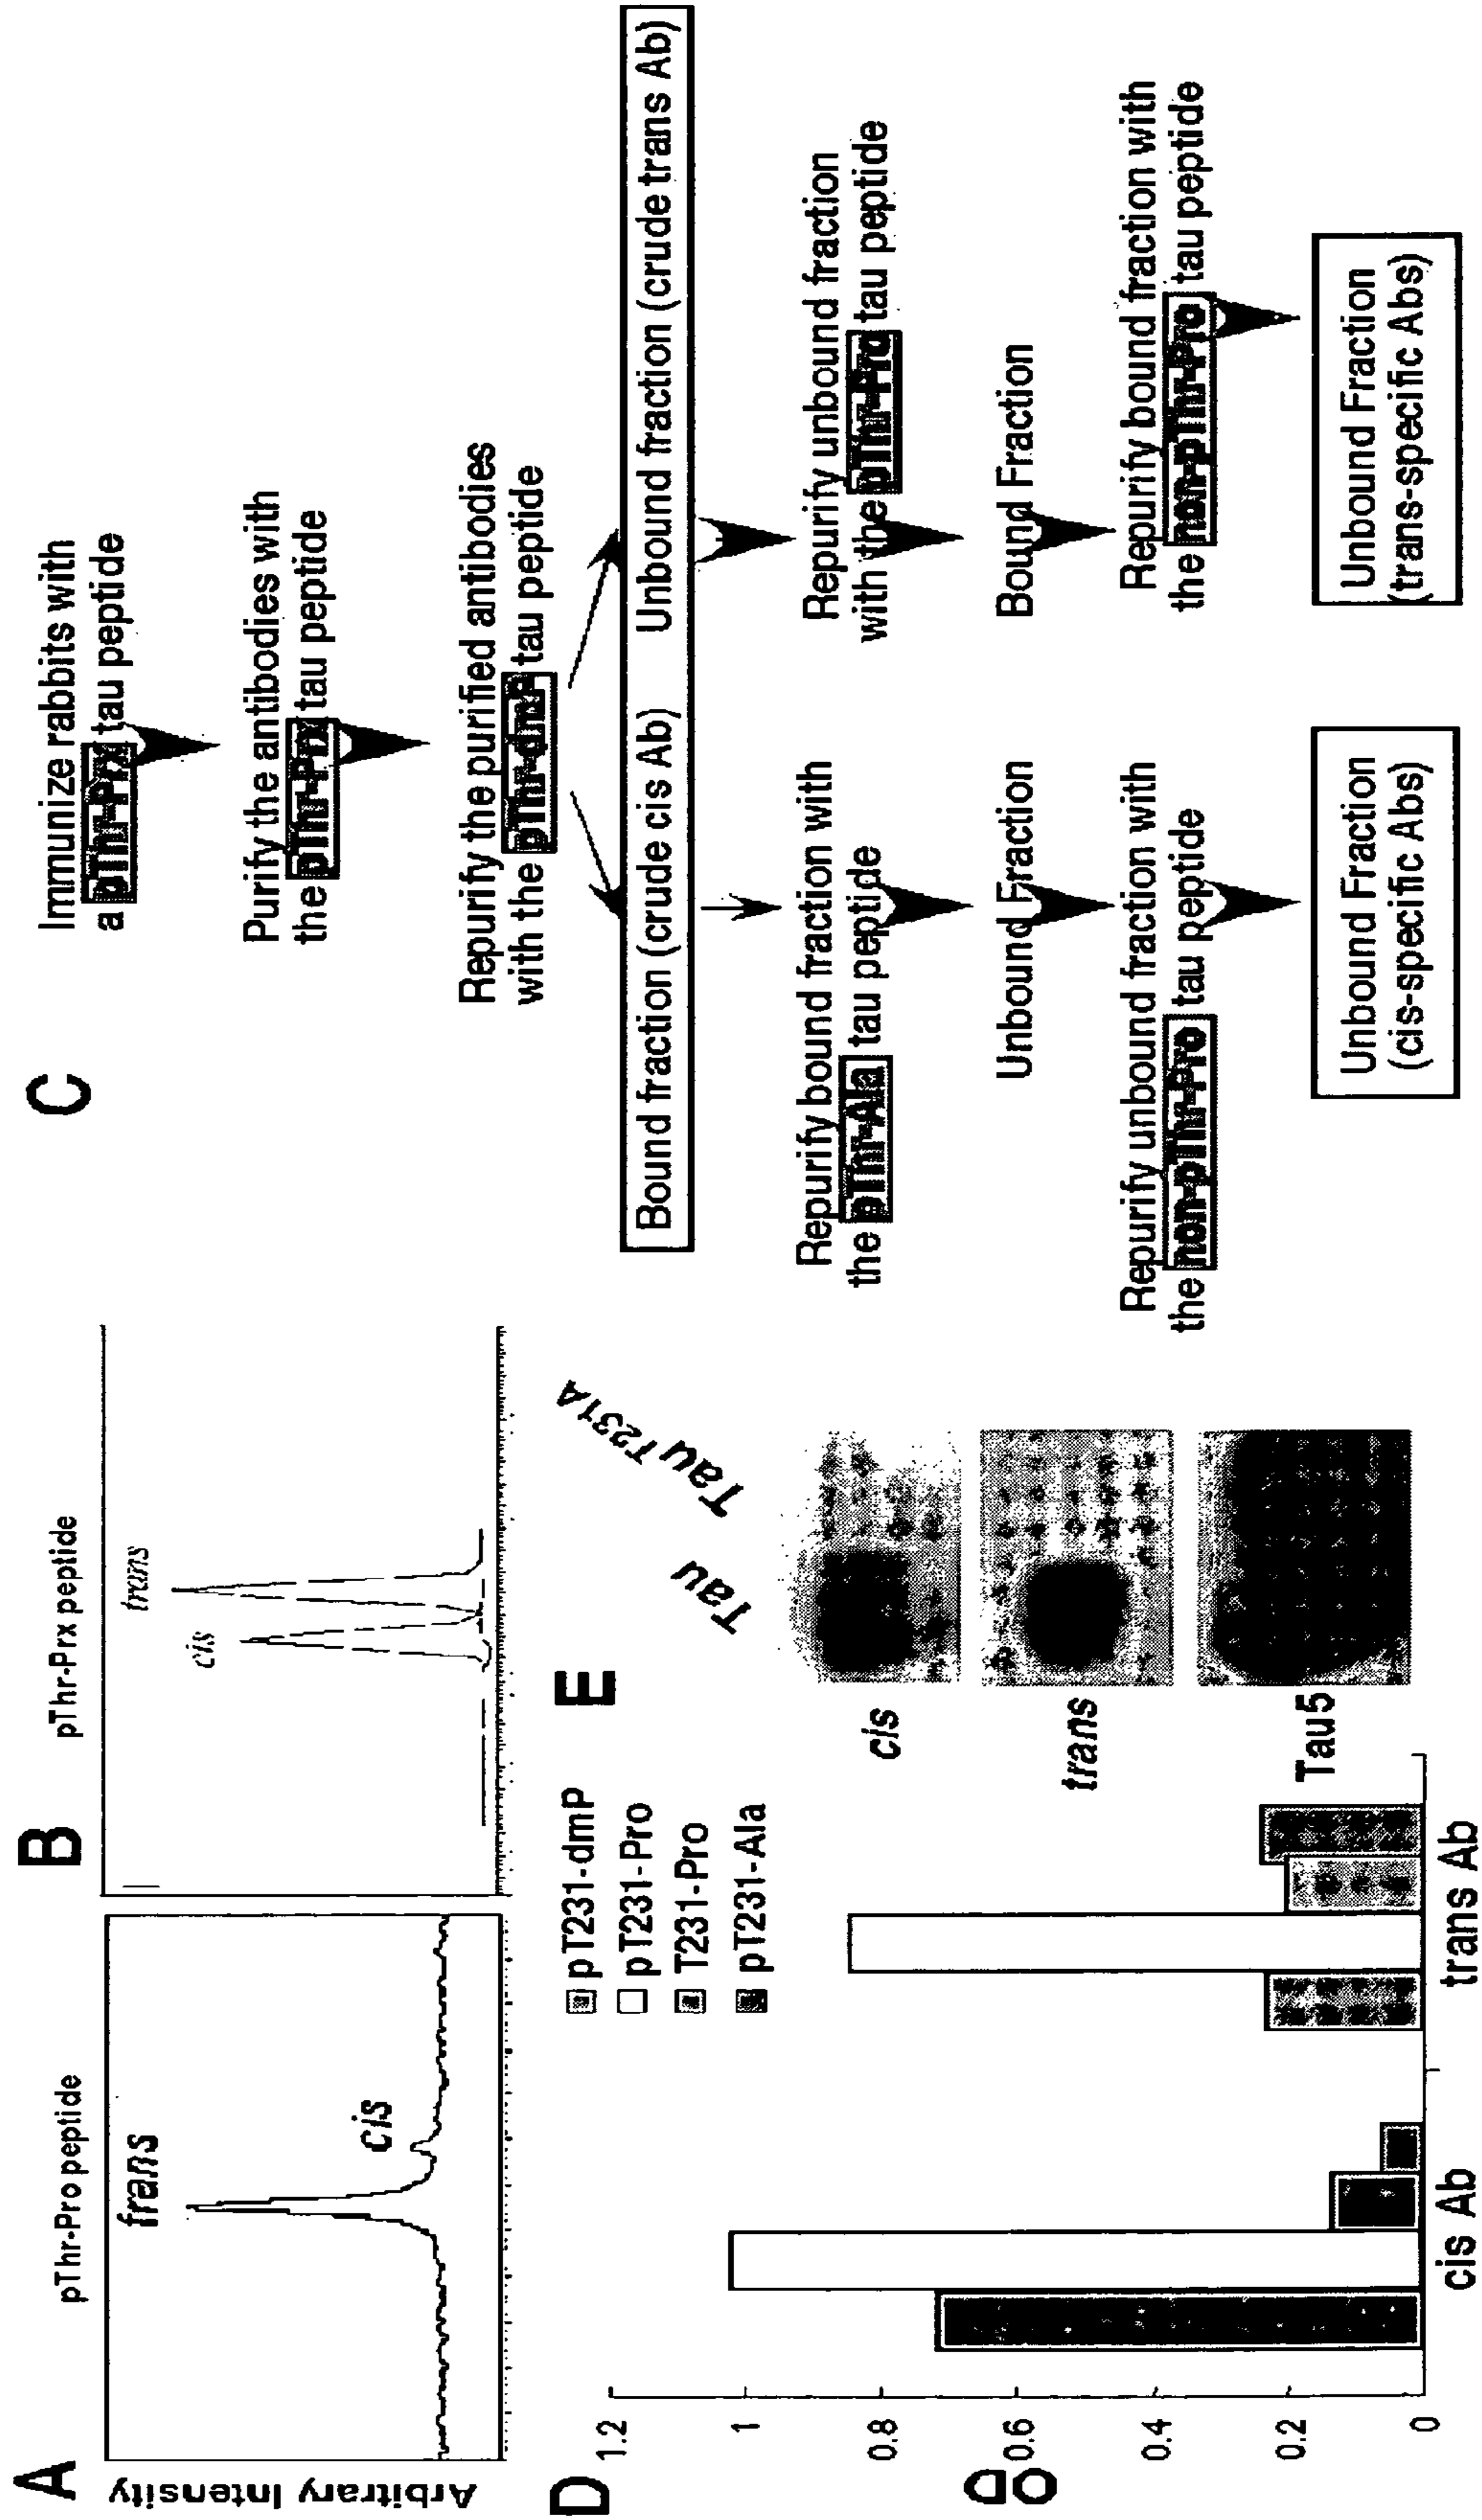 A
pThr-Pro peptide
Arbitrary Intensity
trans
cis
B
pThr-Prx peptide
cis
trans
C
Immunize rabbits with
a pThr-Prx tau peptide
Purify the antibodies with
the pThr-Prx tau peptide
Repurify the purified antibodies
with the pThr-dmP tau peptide
Bound fraction (crude cis Ab)
Unbound fraction (crude trans Ab)
Repurify bound fraction with
the pThr-Ala tau peptide
Unbound Fraction
Repurify unbound fraction with
the non-pThr-Pro tau peptide
Unbound Fraction
(cis-specific Abs)
Repurify unbound fraction
with the pThr-Pro tau peptide
Bound Fraction
Repurify bound fraction with
the non-pThr-Pro tau peptide
Unbound Fraction
(trans-specific Abs)
D
OD
1.2
1
0.8
0.6
0.4
0.2
0
pT231-dmP
pT231-Pro
T231-Pro
pT231-Ala
cis Ab
trans Ab
E
Tau
Tau T231A
cis
trans
Tau5